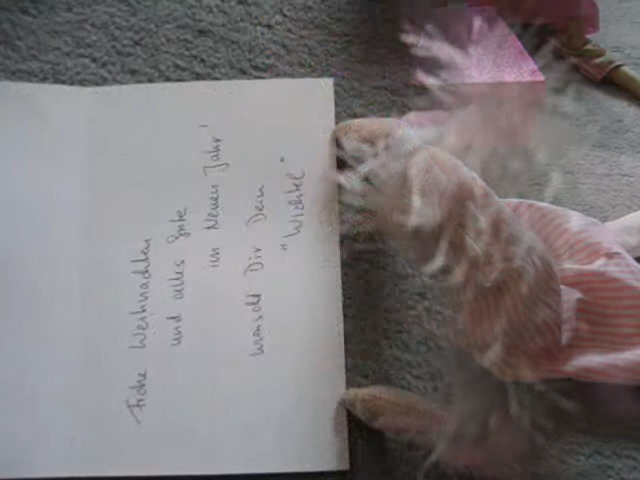 Frohe Weihnachten
und alles Gute
im Neuen Jahr!
wünscht Dir Dein
"Wichtel"